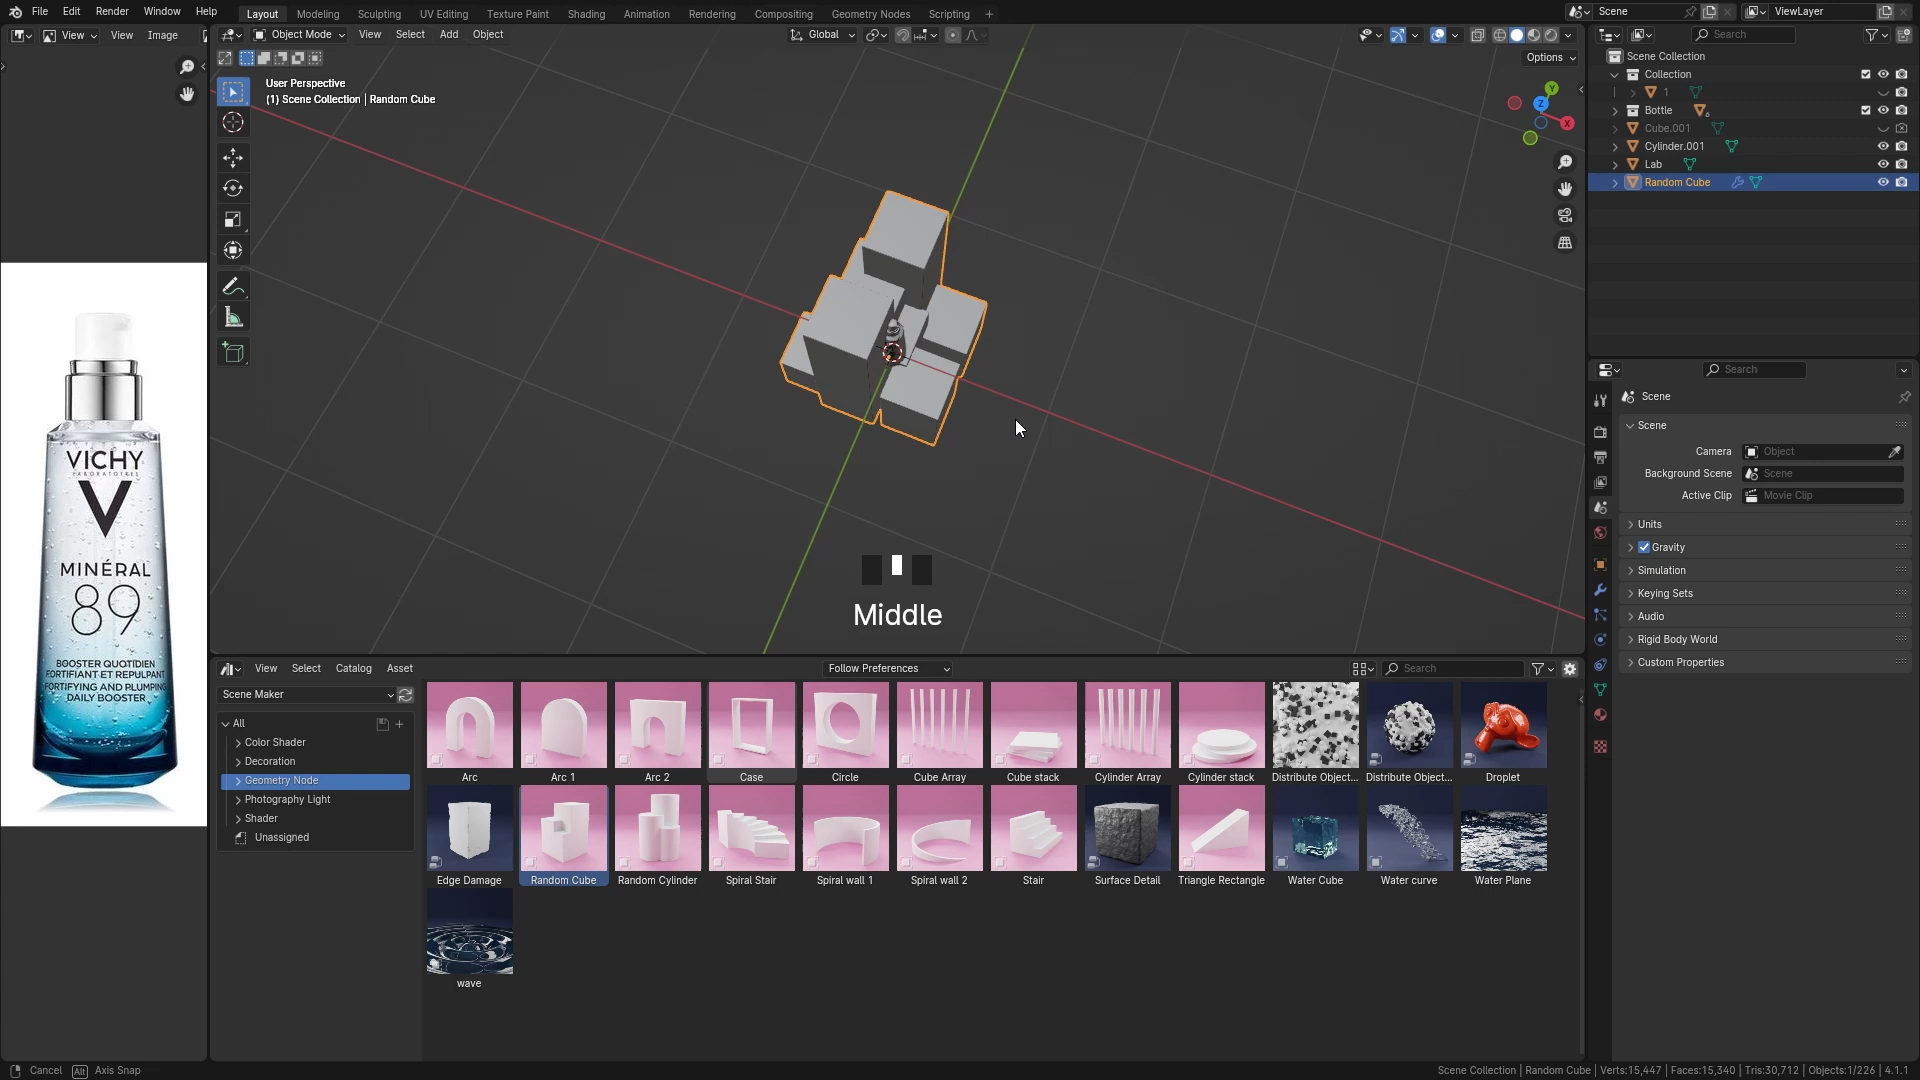 File Edit Render Window Help Layout Modeling Sculpting UV Editing Texture Paint Shading Animation Rendering Compositing Geometry Nodes Scripting Scene ViewLayer
View View Image Object Mode View Select Add Object Global Search
Options
User Perspective
(1) Scene Collection | Random Cube
Y
Z
X
Scene Collection
Collection
1
Bottle
Cube.001
Cylinder.001
Lab
Random Cube
Search
Scene
Scene
Camera Object
Background Scene Scene
Active Clip Movie Clip
Units
Gravity
Simulation
Keying Sets
Audio
Rigid Body World
Custom Properties
VICHY
LABORATOIRES
V
MINÉRAL
89
BOOSTER QUOTIDIEN
FORTIFIANT ET REPULPANT
FORTIFYING AND PLUMPING
DAILY BOOSTER
Middle
View Select Catalog Asset Follow Preferences Search
Scene Maker
All
Color Shader
Decoration
Geometry Node
Photography Light
Shader
Unassigned
Arc Arc 1 Arc 2 Case Circle Cube Array Cube stack Cylinder Array Cylinder stack Distribute Object... Distribute Object... Droplet
Edge Damage Random Cube Random Cylinder Spiral Stair Spiral wall 1 Spiral wall 2 Stair Surface Detail Triangle Rectangle Water Cube Water curve Water Plane
wave
Cancel Alt Axis Snap Scene Collection | Random Cube | Verts:15,447 | Faces:15,340 | Tris:30,712 | Objects:1/226 | 4.1.1